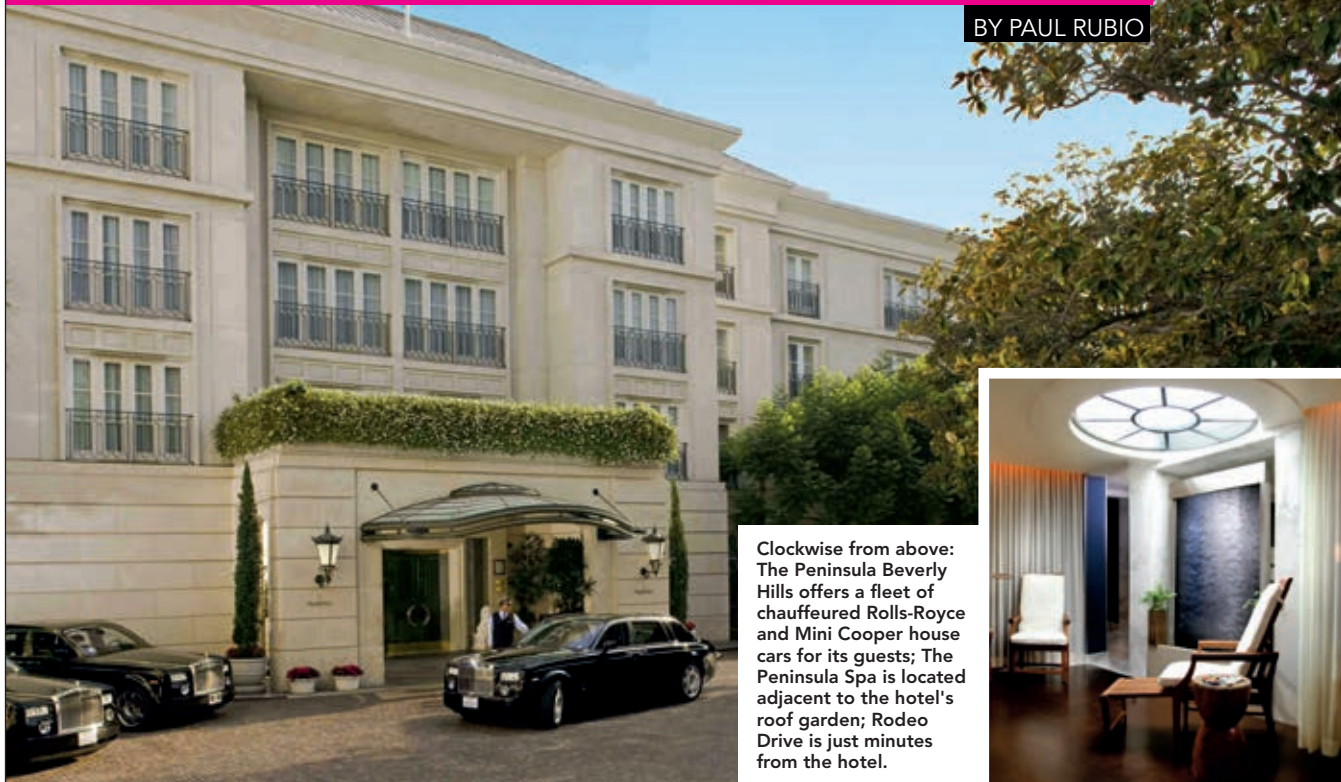 BY PAUL RUBIO
Clockwise from above:
The Peninsula Beverly
Hills offers a fleet of
chauffeured Rolls-Royce
and Mini Cooper house
cars for its guests; The
Peninsula Spa is located
adjacent to the hotel's
roof garden; Rodeo
Drive is just minutes
from the hotel.